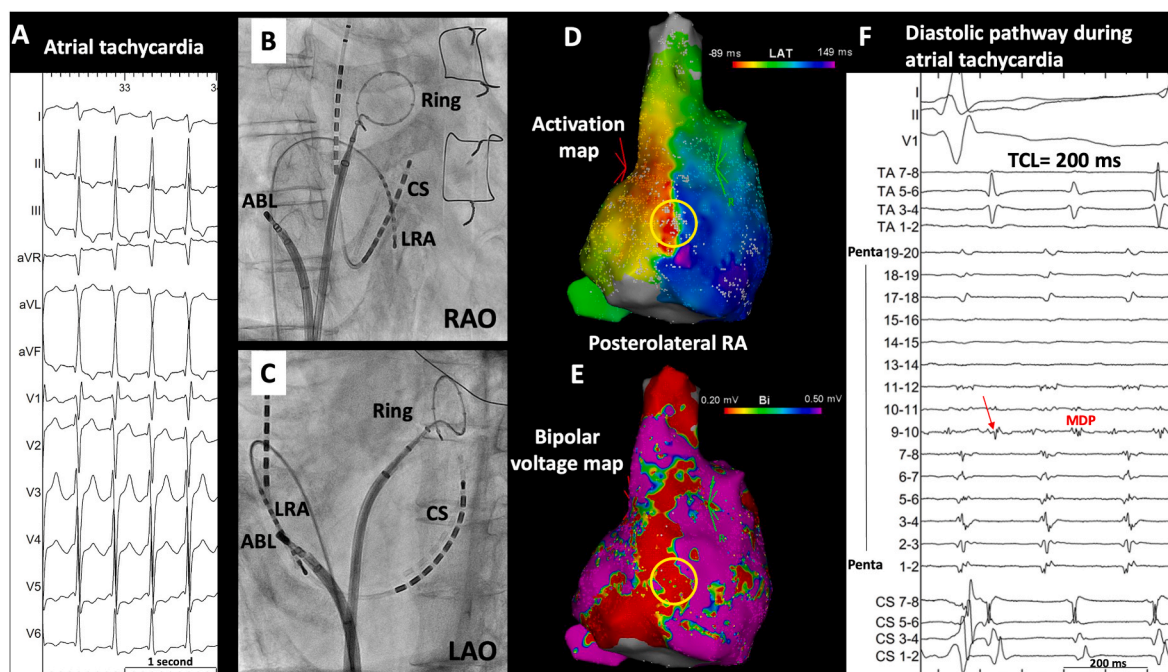 A
Atrial tachycardia
33
34
I
II
III
aVR
aVL
aVF
V1
V2
V3
V4
V5
V6
1 second
B
Ring
ABL
CS
LRA
RAO
C
Ring
LRA
ABL
CS
LAO
D
-89 ms
LAT
149 ms
Activation
map
Posterolateral RA
E
0.20 mV
Bi
0.50 mV
Bipolar
voltage map
F
Diastolic pathway during
atrial tachycardia
I
II
V1
TCL= 200 ms
TA 7-8
TA 5-6
TA 3-4
TA 1-2
Penta 19-20
18-19
17-18
15-16
14-15
13-14
11-12
10-11
9-10
MDP
7-8
6-7
5-6
3-4
2-3
Penta 1-2
CS 7-8
CS 5-6
CS 3-4
CS 1-2
200 ms